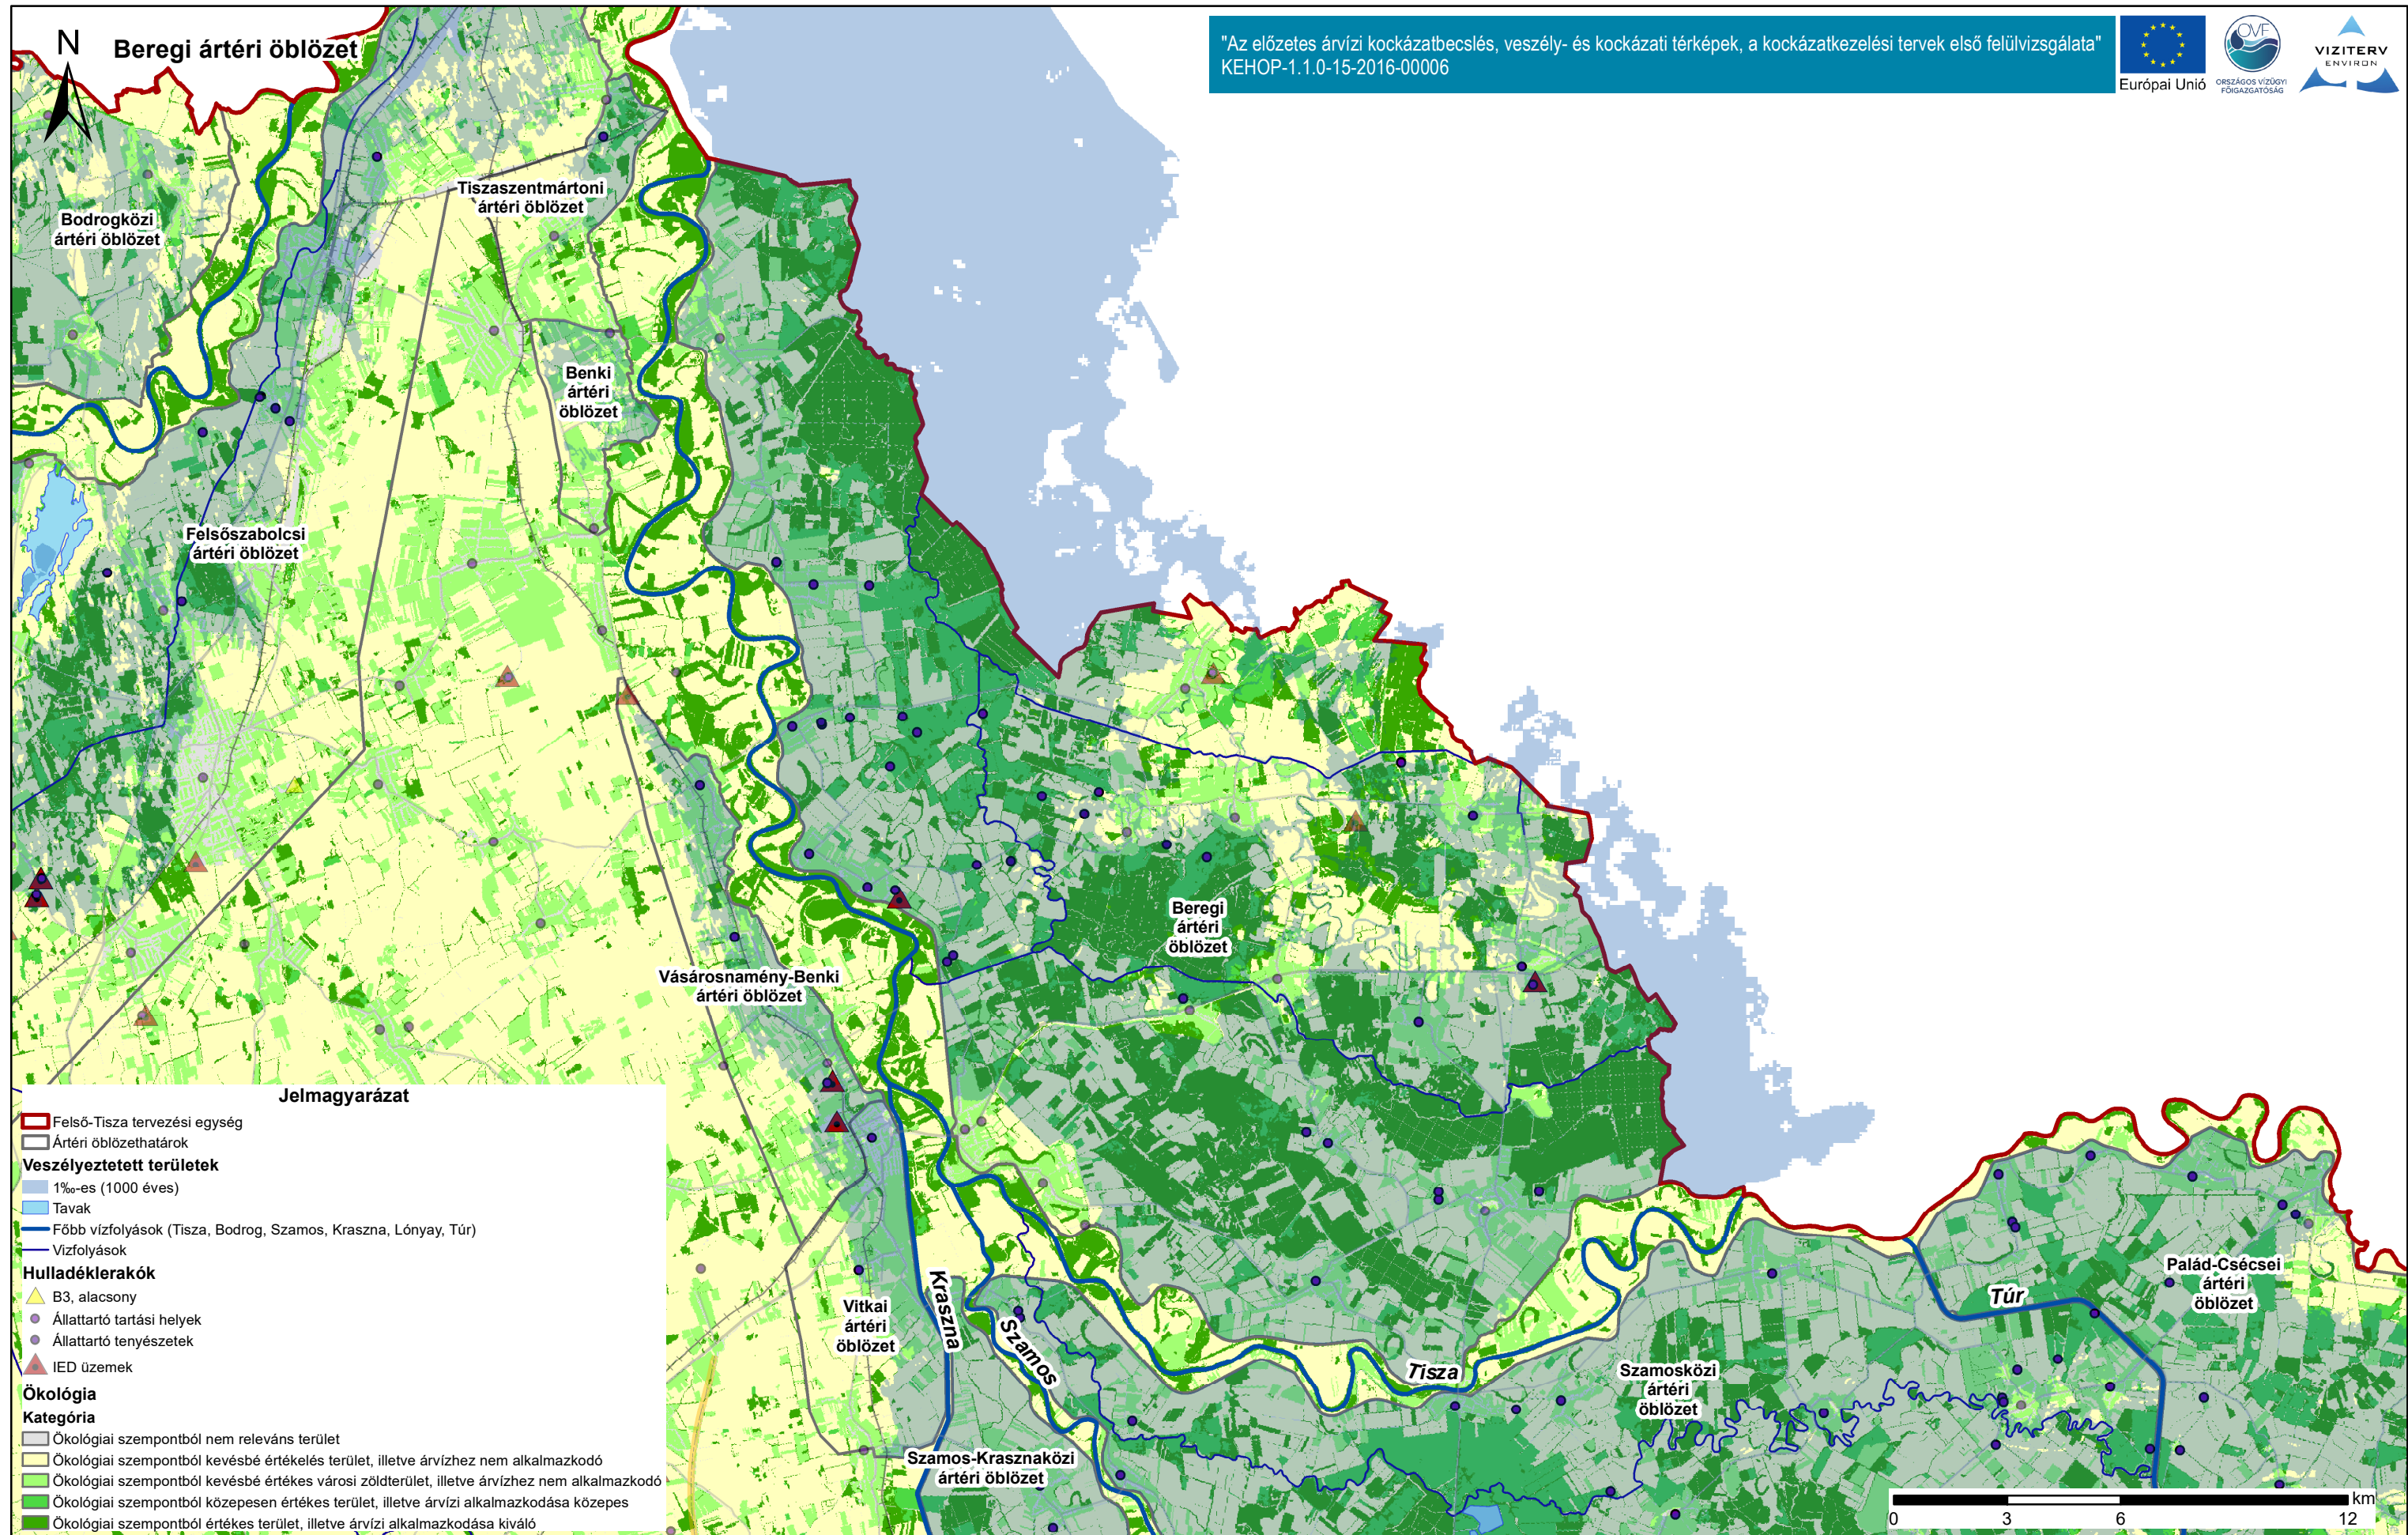 Beregi ártéri öblözet
N
"Az előzetes árvízi kockázatbecslés, veszély- és kockázati térképek, a kockázatkezelési tervek első felülvizsgálata"
KEHOP-1.1.0-15-2016-00006
Európai Unió
OVF
ORSZÁGOS VÍZÜGYI
FŐIGAZGATÓSÁG
VIZITERV
ENVIRON
Tiszaszentmártoni
ártéri öblözet
Bodrogközi
ártéri öblözet
Benki
ártéri
öblözet
Felsőszabolcsi
ártéri öblözet
Beregi
ártéri
öblözet
Vásárosnamény-Benki
ártéri öblözet
Kraszna
Szamos
Vitkai
ártéri
öblözet
Tisza
Túr
Palád-Csécsei
ártéri
öblözet
Szamosközi
ártéri
öblözet
Szamos-Krasznaközi
ártéri öblözet
Jelmagyarázat
Felső-Tisza tervezési egység
Ártéri öblözethatárok
Veszélyeztetett területek
1‰-es (1000 éves)
Tavak
Főbb vízfolyások (Tisza, Bodrog, Szamos, Kraszna, Lónyay, Túr)
Vizfolyások
Hulladéklerakók
B3, alacsony
Állattartó tartási helyek
Állattartó tenyészetek
IED üzemek
Ökológia
Kategória
Ökológiai szempontból nem releváns terület
Ökológiai szempontból kevésbé értékelés terület, illetve árvízhez nem alkalmazkodó
Ökológiai szempontból kevésbé értékes városi zöldterület, illetve árvízhez nem alkalmazkodó
Ökológiai szempontból közepesen értékes terület, illetve árvízi alkalmazkodása közepes
Ökológiai szempontból értékes terület, illetve árvízi alkalmazkodása kiváló
km
0 3 6 12